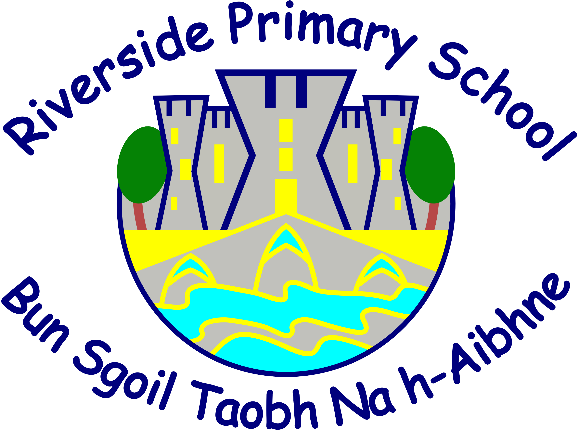 Riverside Primary School
Bun Sgoil Taobh Na h-Aibhne